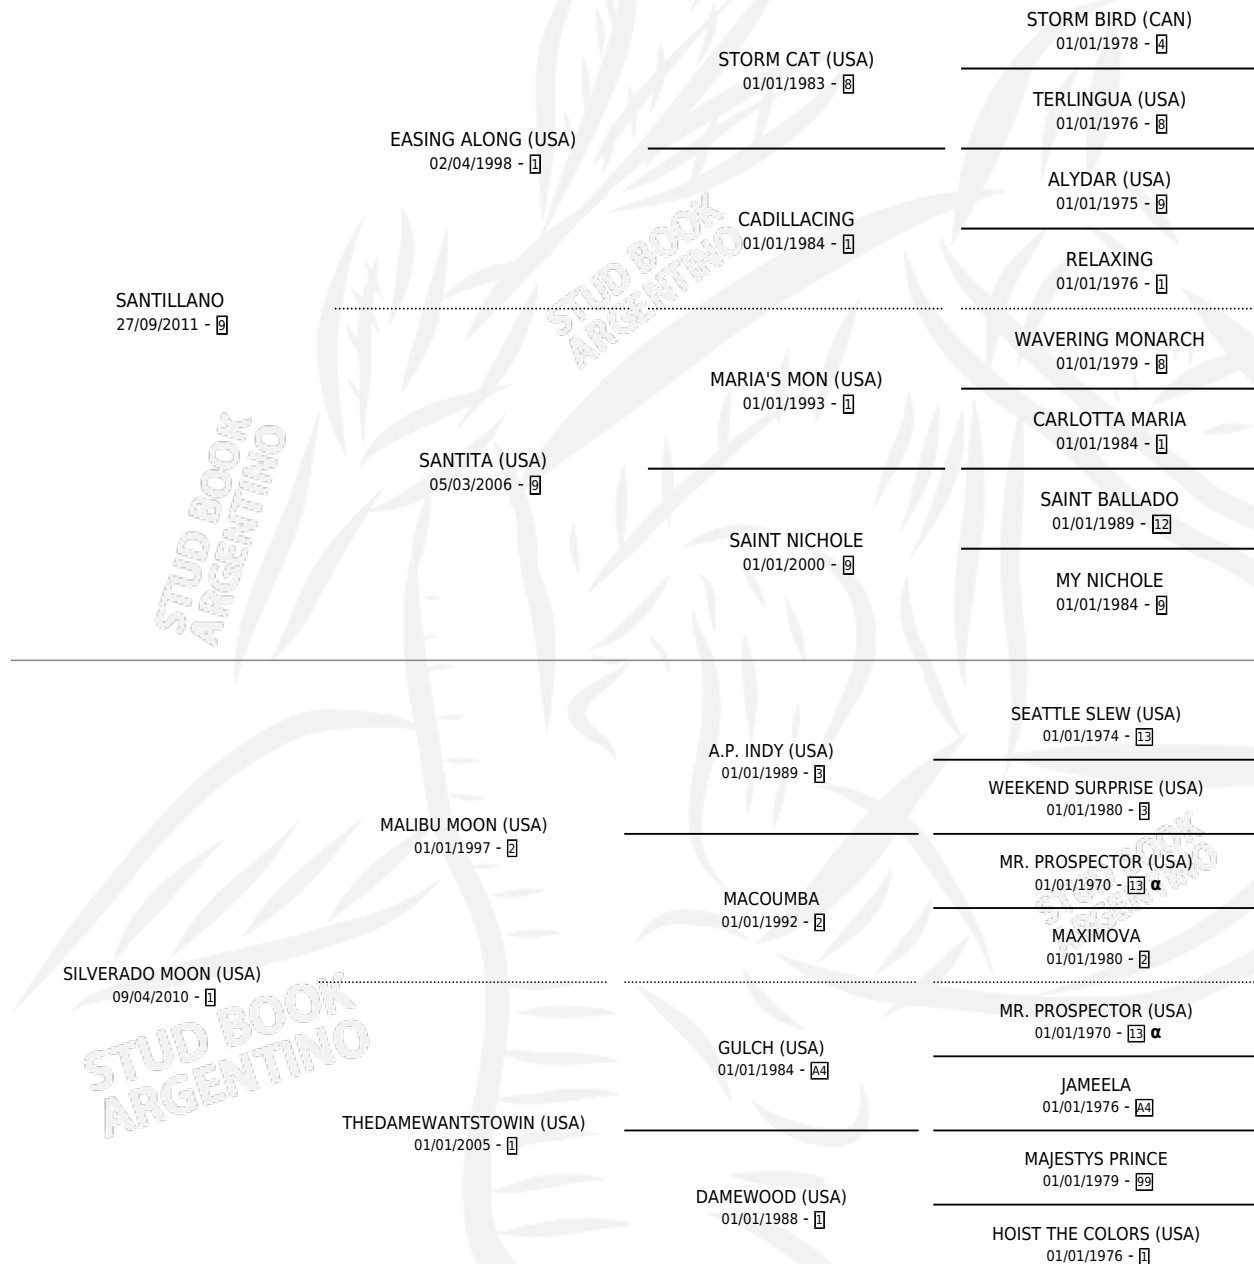 STORM BIRD (CAN)
01/01/1978 - 4
STORM CAT (USA)
01/01/1983 - 8
TERLINGUA (USA)
01/01/1976 - 8
EASING ALONG (USA)
02/04/1998 - 1
ALYDAR (USA)
01/01/1975 - 9
CADILLACING
01/01/1984 - 1
RELAXING
01/01/1976 - 1
SANTILLANO
27/09/2011 - 9
WAVERING MONARCH
01/01/1979 - 8
MARIA'S MON (USA)
01/01/1993 - 1
CARLOTTA MARIA
01/01/1984 - 1
SANTITA (USA)
05/03/2006 - 9
SAINT BALLADO
01/01/1989 - 12
SAINT NICHOLE
01/01/2000 - 9
MY NICHOLE
01/01/1984 - 9
STUD BOOK
ARGENTINO
STUD BOOK
ARGENTINO
SEATTLE SLEW (USA)
01/01/1974 - 13
A.P. INDY (USA)
01/01/1989 - 3
WEEKEND SURPRISE (USA)
01/01/1980 - 3
MALIBU MOON (USA)
01/01/1997 - 2
MR. PROSPECTOR (USA)
01/01/1970 - 13 α
MACOUMBA
01/01/1992 - 2
MAXIMOVA
01/01/1980 - 2
SILVERADO MOON (USA)
09/04/2010 - 1
MR. PROSPECTOR (USA)
01/01/1970 - 13 α
GULCH (USA)
01/01/1984 - A4
JAMEELA
01/01/1976 - A4
THEDAMEWANTSTOWIN (USA)
01/01/2005 - 1
MAJESTYS PRINCE
01/01/1979 - 99
DAMEWOOD (USA)
01/01/1988 - 1
HOIST THE COLORS (USA)
01/01/1976 - 1
STUD BOOK
ARGENTINO
STUD BOOK
ARGENTINO